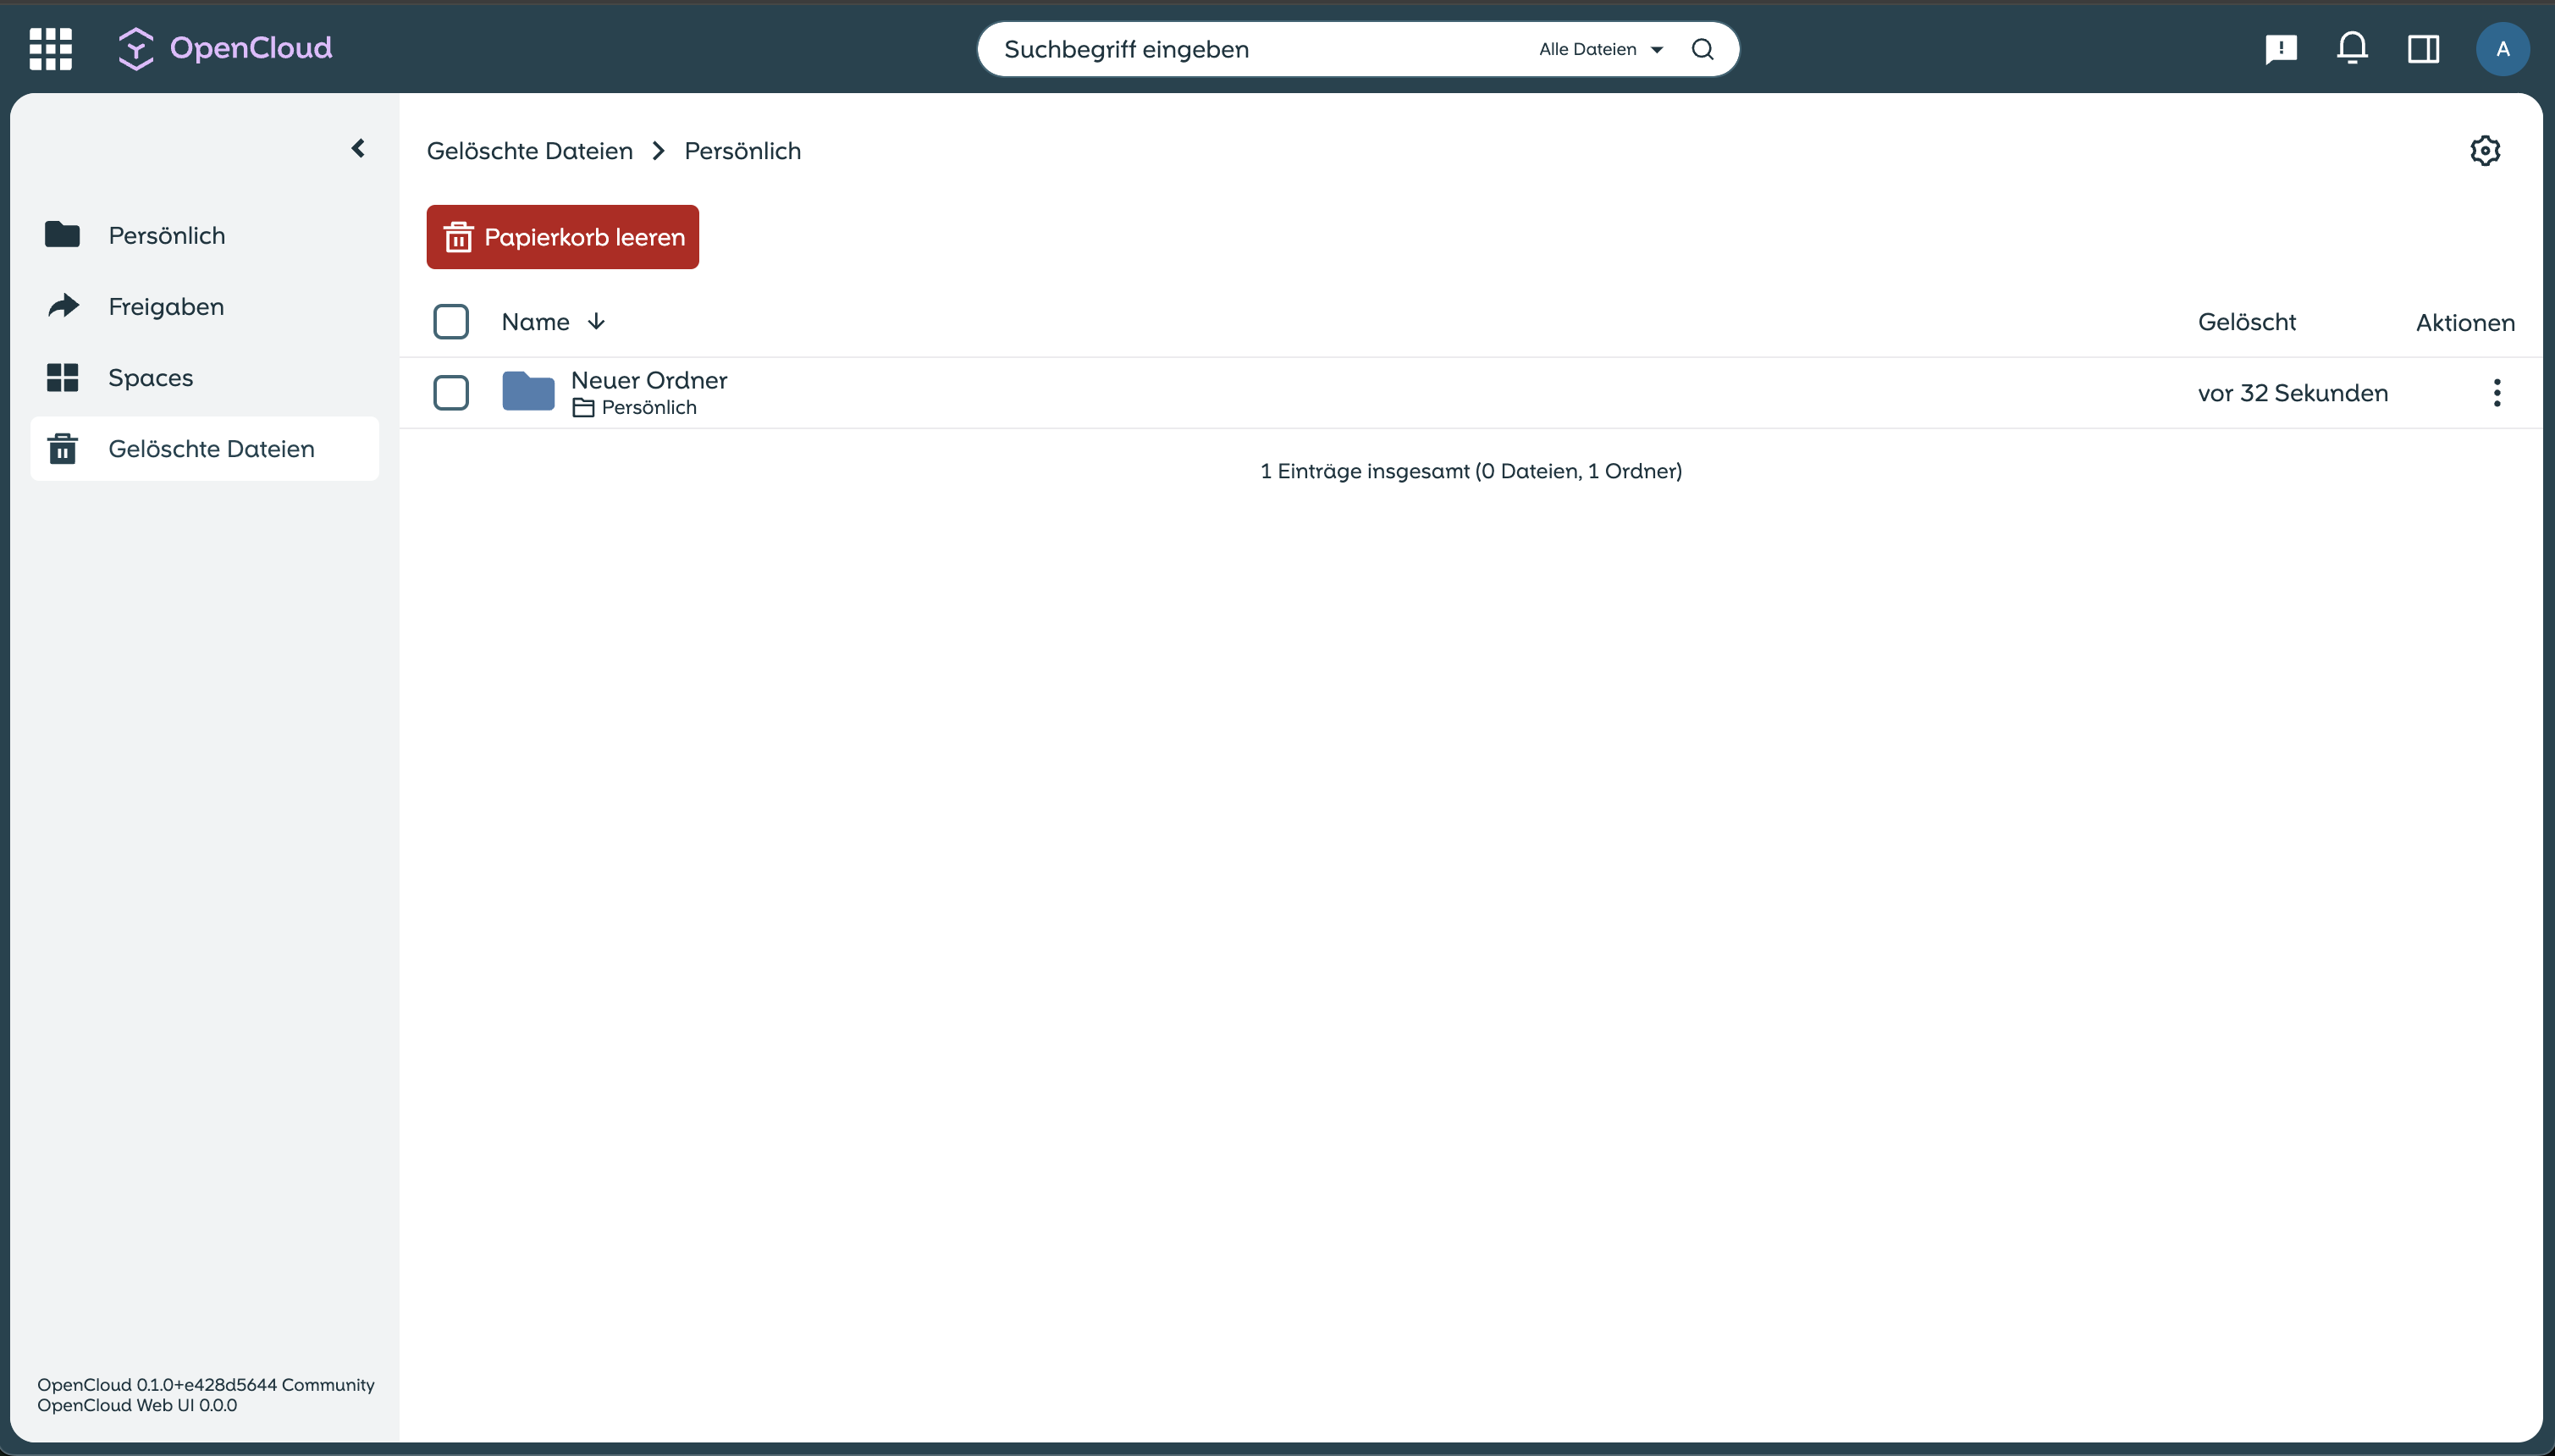 OpenCloud
Suchbegriff eingeben
Alle Dateien
A
Gelöschte Dateien Persönlich
Persönlich
Freigaben
Spaces
Gelöschte Dateien
Papierkorb leeren
Name Gelöscht Aktionen
Neuer Ordner
Persönlich
vor 32 Sekunden
1 Einträge insgesamt (0 Dateien, 1 Ordner)
OpenCloud 0.1.0+e428d5644 Community
OpenCloud Web UI 0.0.0